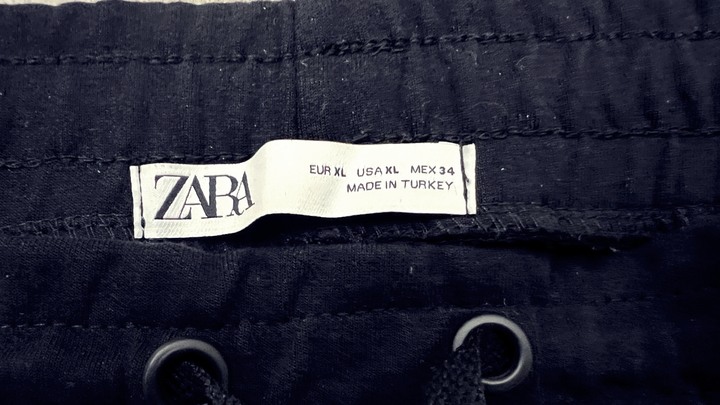 ZARA
EUR XL USA XL MEX 34
MADE IN TURKEY